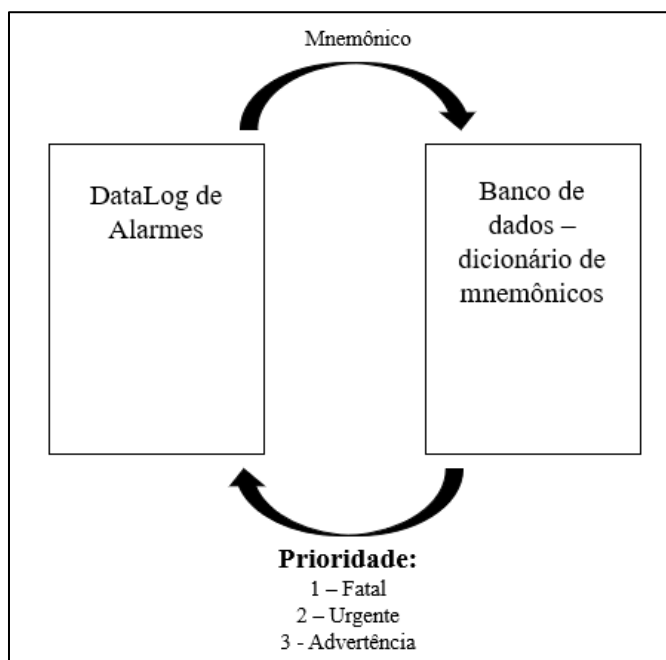 Mnemônico
DataLog de
Alarmes
Banco de
dados –
dicionário de
mnemônicos
Prioridade:
1 – Fatal
2 – Urgente
3 - Advertência